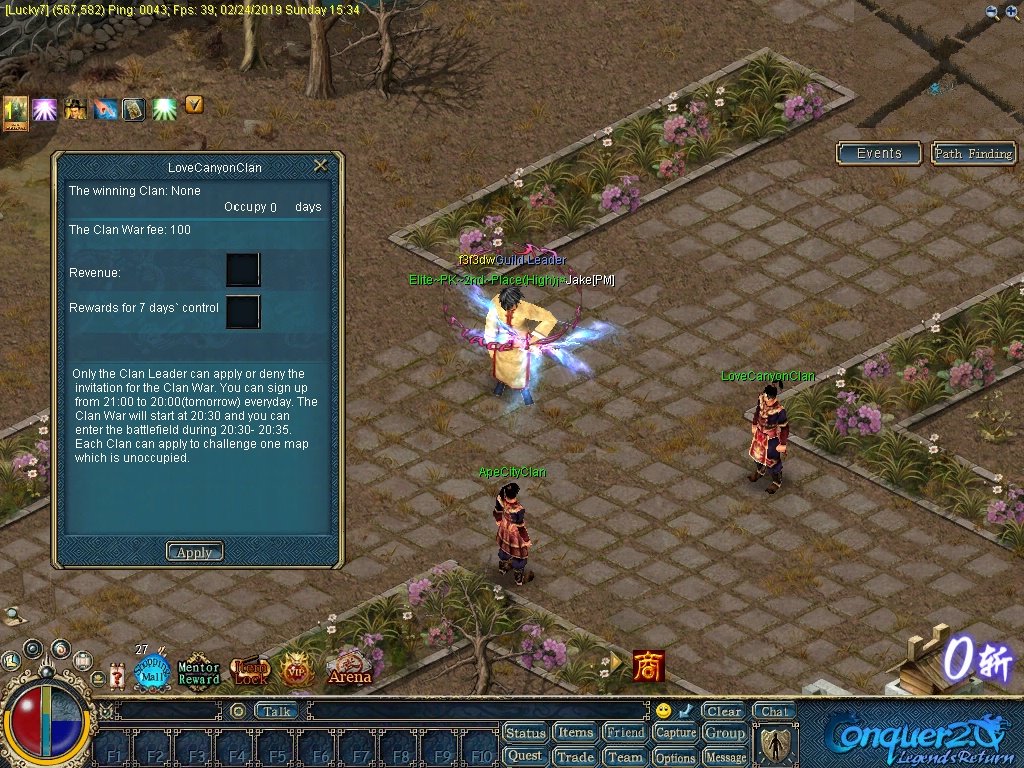 [Lucky7] (567,582) Ping: 0043; Fps: 39; 02/24/2019 Sunday 15:34
Events
Path Finding
LoveCanyonClan
The winning Clan: None
Occupy 0 days
The Clan War fee: 100
Revenue:
Rewards for 7 days` control
Only the Clan Leader can apply or deny the
invitation for the Clan War. You can sign up
from 21:00 to 20:00(tomorrow) everyday. The
Clan War will start at 20:30 and you can
enter the battlefield during 20:30- 20:35.
Each Clan can apply to challenge one map
which is unoccupied.
Apply
f3f3dwGuild Leader
Elite~PK~2nd~Place(High)
Jake[PM]
LoveCanyonClan
ApeCityClan
27
Shopping Mall
Mentor Reward
Item Lock
VIP
Arena
商
0斩
Talk
Clear
Chat
F1 F2 F3 F4 F5 F6 F7 F8 F9 F10
Status Items Friend Capture Group
Quest Trade Team Options Message
Conquer2.0
Legends Return